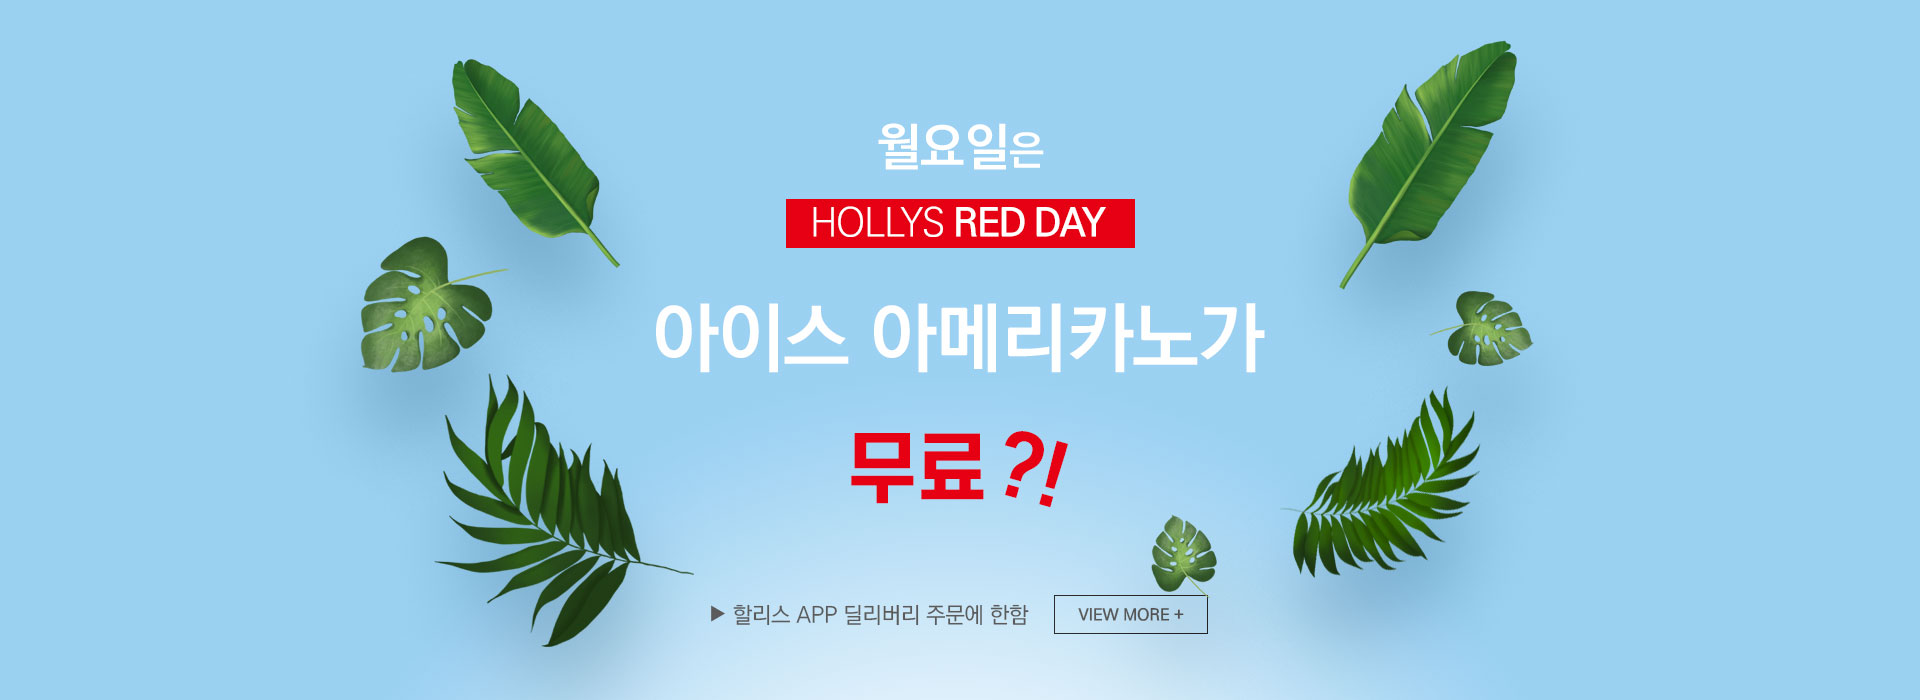 월요일은
HOLLYS RED DAY
아이스 아메리카노가
무료?!
▶ 할리스 APP 딜리버리 주문에 한함
VIEW MORE +